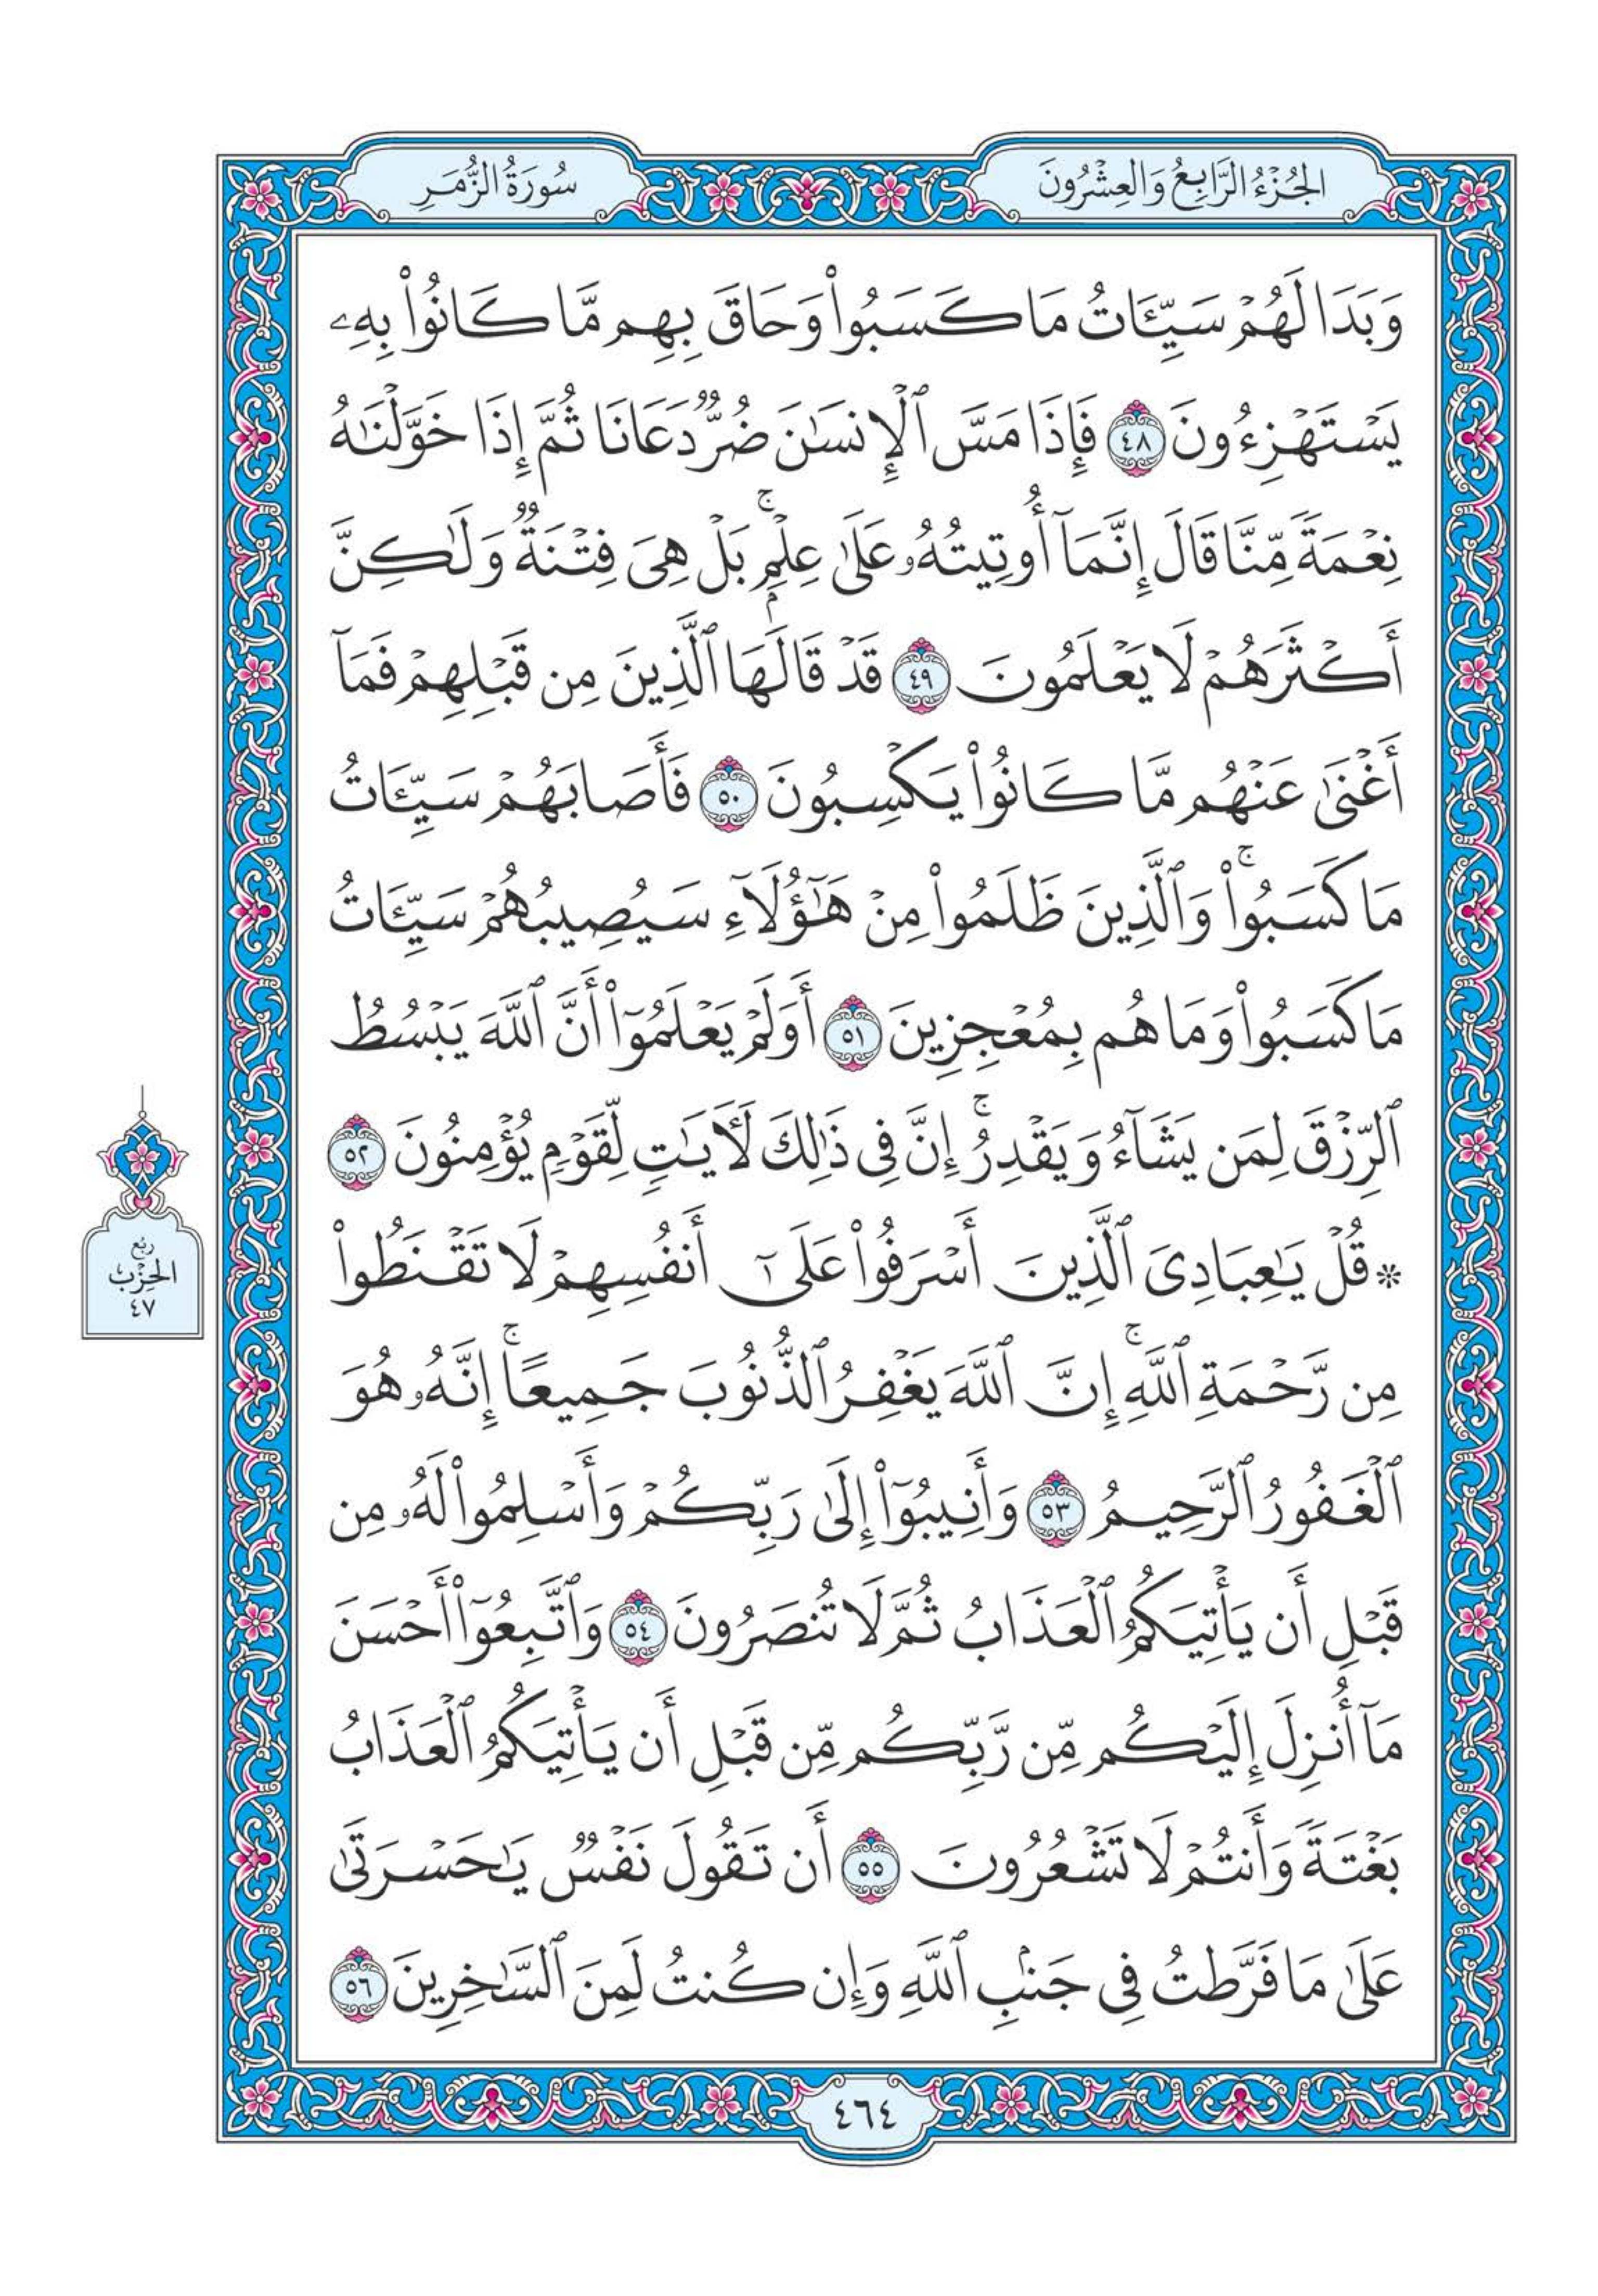 الجُزْءُ الرَّابِعُ وَالعِشْرُونَ
سُورَةُ الزُّمَرِ
وَبَدَا لَهُمْ سَيِّـَٔاتُ مَا كَسَبُوا۟ وَحَاقَ بِهِم مَّا كَانُوا۟ بِهِۦ
يَسْتَهْزِءُونَ ٤٨ فَإِذَا مَسَّ ٱلْإِنسَـٰنَ ضُرٌّ دَعَانَا ثُمَّ إِذَا خَوَّلْنَـٰهُ
نِعْمَةً مِّنَّا قَالَ إِنَّمَآ أُوتِيتُهُۥ عَلَىٰ عِلْمٍۭ ۚ بَلْ هِىَ فِتْنَةٌ وَلَـٰكِنَّ
أَكْثَرَهُمْ لَا يَعْلَمُونَ ٤٩ قَدْ قَالَهَا ٱلَّذِينَ مِن قَبْلِهِمْ فَمَآ
أَغْنَىٰ عَنْهُم مَّا كَانُوا۟ يَكْسِبُونَ ٥٠ فَأَصَابَهُمْ سَيِّـَٔاتُ
مَا كَسَبُوا۟ ۚ وَٱلَّذِينَ ظَلَمُوا۟ مِنْ هَـٰٓؤُلَآءِ سَيُصِيبُهُمْ سَيِّـَٔاتُ
مَا كَسَبُوا۟ وَمَا هُم بِمُعْجِزِينَ ٥١ أَوَلَمْ يَعْلَمُوٓا۟ أَنَّ ٱللَّهَ يَبْسُطُ
ٱلرِّزْقَ لِمَن يَشَآءُ وَيَقْدِرُ ۚ إِنَّ فِى ذَٰلِكَ لَـَٔايَـٰتٍ لِّقَوْمٍ يُؤْمِنُونَ ٥٢
۞ قُلْ يَـٰعِبَادِىَ ٱلَّذِينَ أَسْرَفُوا۟ عَلَىٰٓ أَنفُسِهِمْ لَا تَقْنَطُوا۟
مِن رَّحْمَةِ ٱللَّهِ ۚ إِنَّ ٱللَّهَ يَغْفِرُ ٱلذُّنُوبَ جَمِيعًا ۚ إِنَّهُۥ هُوَ
ٱلْغَفُورُ ٱلرَّحِيمُ ٥٣ وَأَنِيبُوٓا۟ إِلَىٰ رَبِّكُمْ وَأَسْلِمُوا۟ لَهُۥ مِن
قَبْلِ أَن يَأْتِيَكُمُ ٱلْعَذَابُ ثُمَّ لَا تُنصَرُونَ ٥٤ وَٱتَّبِعُوٓا۟ أَحْسَنَ
مَآ أُنزِلَ إِلَيْكُم مِّن رَّبِّكُم مِّن قَبْلِ أَن يَأْتِيَكُمُ ٱلْعَذَابُ
بَغْتَةً وَأَنتُمْ لَا تَشْعُرُونَ ٥٥ أَن تَقُولَ نَفْسٌ يَـٰحَسْرَتَىٰ
عَلَىٰ مَا فَرَّطتُ فِى جَنۢبِ ٱللَّهِ وَإِن كُنتُ لَمِنَ ٱلسَّـٰخِرِينَ ٥٦
رُبْع
الحِزْب
٤٧
٤٦٤